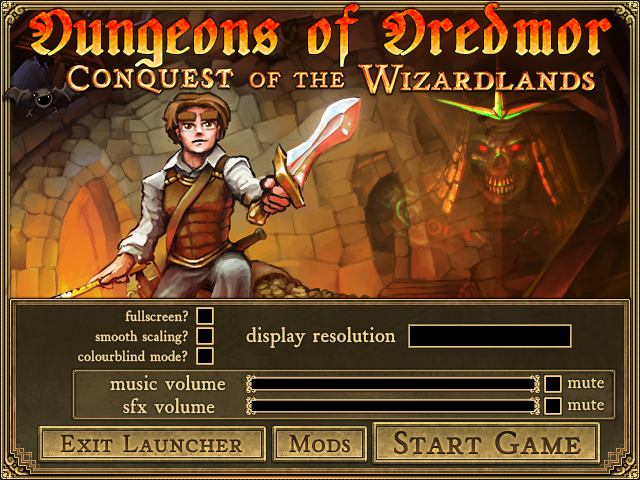 Dungeons of Dredmor
Conquest of the Wizardlands
fullscreen?
smooth scaling?
colourblind mode?
display resolution
music volume
mute
sfx volume
mute
Exit Launcher
Mods
Start Game